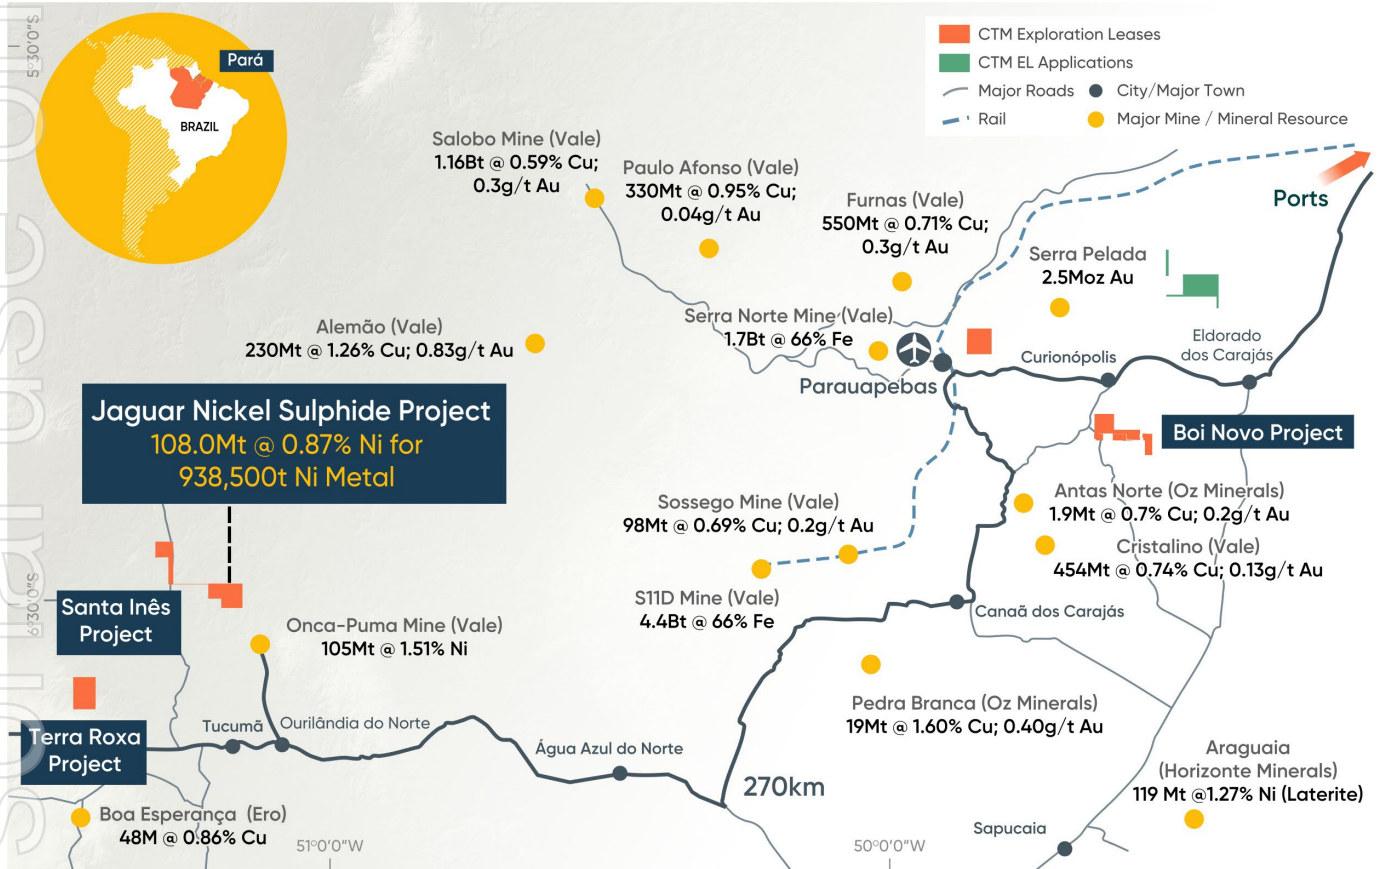 5°30'0"S
Pará
BRAZIL
CTM Exploration Leases
CTM EL Applications
Major Roads
City/Major Town
Rail
Major Mine / Mineral Resource
Salobo Mine (Vale)
1.16Bt @ 0.59% Cu;
0.3g/t Au
Paulo Afonso (Vale)
330Mt @ 0.95% Cu;
0.04g/t Au
Furnas (Vale)
550Mt @ 0.71% Cu;
0.3g/t Au
Ports
Serra Pelada
2.5Moz Au
Serra Norte Mine (Vale)
1.7Bt @ 66% Fe
Alemão (Vale)
230Mt @ 1.26% Cu; 0.83g/t Au
Parauapebas
Curionópolis
Eldorado
dos Carajás
Jaguar Nickel Sulphide Project
108.0Mt @ 0.87% Ni for
938,500t Ni Metal
Boi Novo Project
Sossego Mine (Vale)
98Mt @ 0.69% Cu; 0.2g/t Au
Antas Norte (Oz Minerals)
1.9Mt @ 0.7% Cu; 0.2g/t Au
Cristalino (Vale)
454Mt @ 0.74% Cu; 0.13g/t Au
S11D Mine (Vale)
4.4Bt @ 66% Fe
Canaã dos Carajás
6°30'0"S
Santa Inês
Project
Onca-Puma Mine (Vale)
105Mt @ 1.51% Ni
Pedra Branca (Oz Minerals)
19Mt @ 1.60% Cu; 0.40g/t Au
Terra Roxa
Project
Tucumã
Ourilândia do Norte
Água Azul do Norte
270km
Araguaia
(Horizonte Minerals)
119 Mt @1.27% Ni (Laterite)
Boa Esperança (Ero)
48M @ 0.86% Cu
Sapucaia
51°0'0"W
50°0'0"W